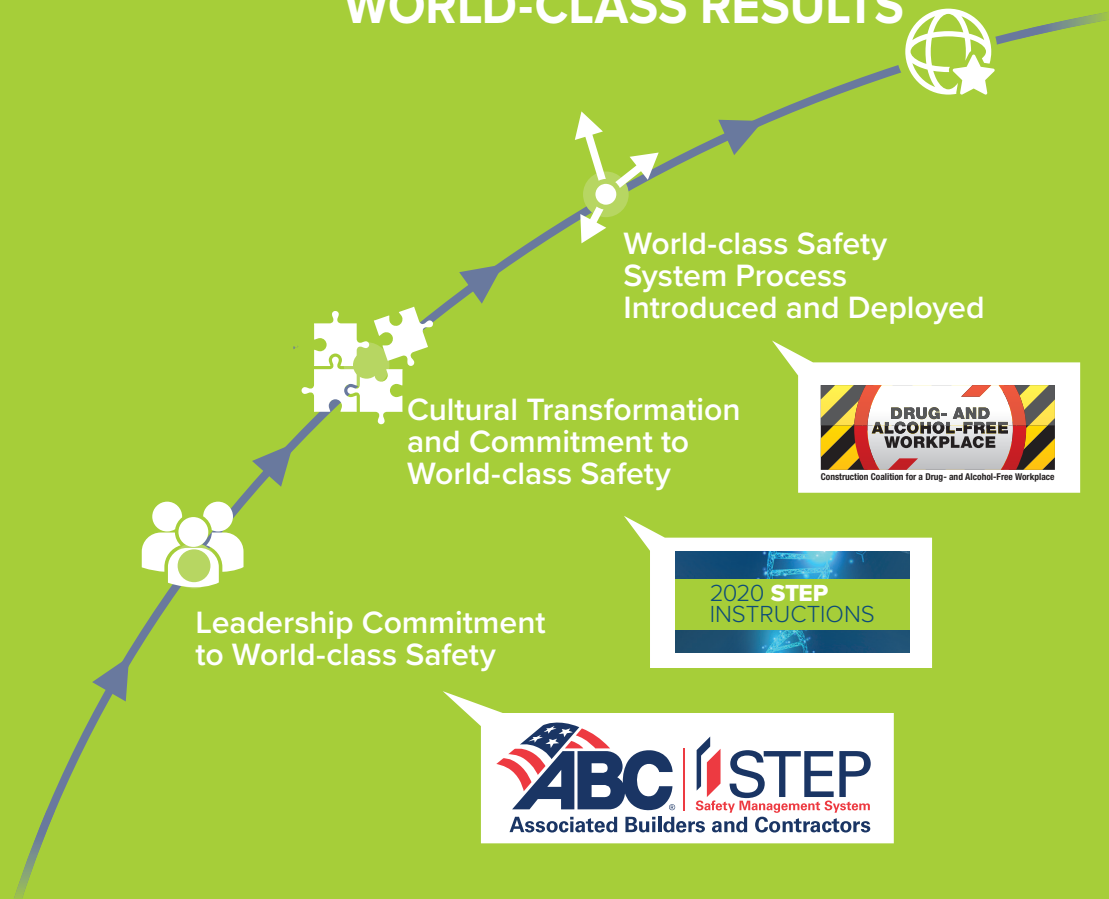 WORLD-CLASS RESULTS
World-class Safety
System Process
Introduced and Deployed
DRUG- AND
ALCOHOL-FREE
WORKPLACE
Construction Coalition for a Drug- and Alcohol-Free Workplace
Cultural Transformation
and Commitment to
World-class Safety
2020 STEP
INSTRUCTIONS
Leadership Commitment
to World-class Safety
ABC® STEP
Safety Management System
Associated Builders and Contractors